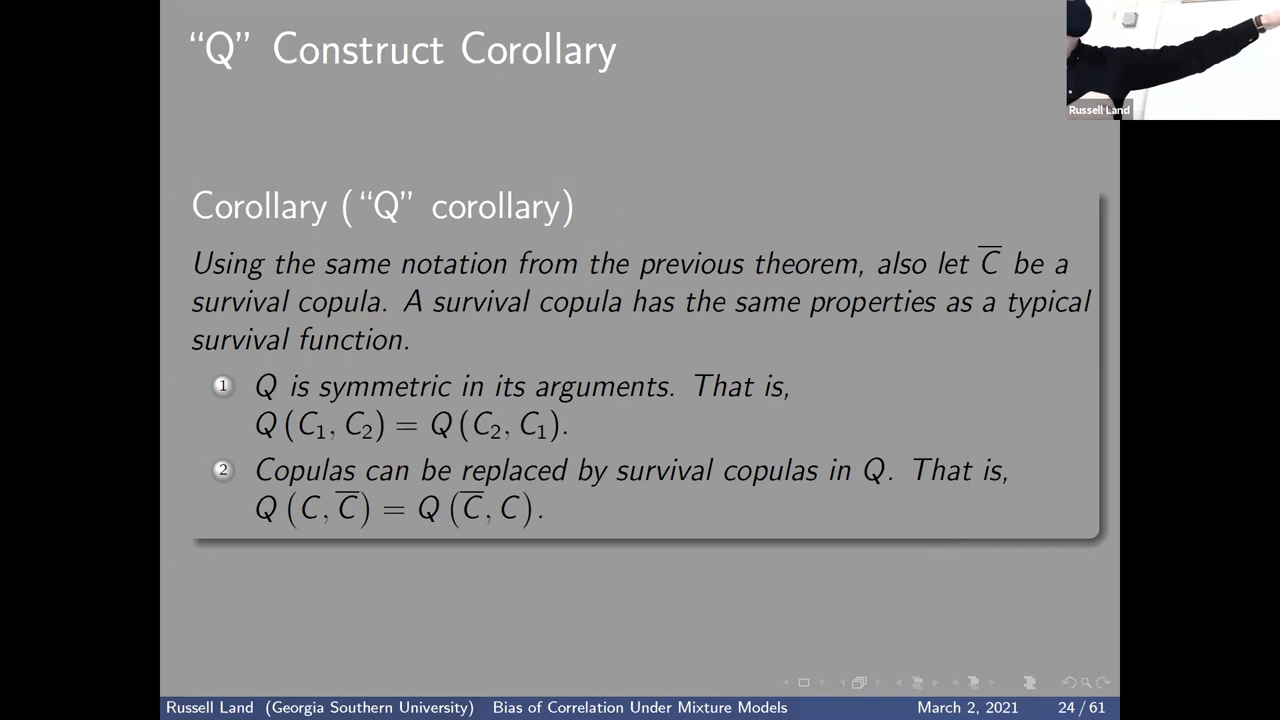 “Q” Construct Corollary
Russell Land
Corollary (“Q” corollary)
Using the same notation from the previous theorem, also let C̅ be a
survival copula. A survival copula has the same properties as a typical
survival function.
1 Q is symmetric in its arguments. That is,
Q (C₁, C₂) = Q (C₂, C₁).
2 Copulas can be replaced by survival copulas in Q. That is,
Q (C, C̅) = Q (C̅, C).
Russell Land (Georgia Southern University) Bias of Correlation Under Mixture Models March 2, 2021 24 / 61